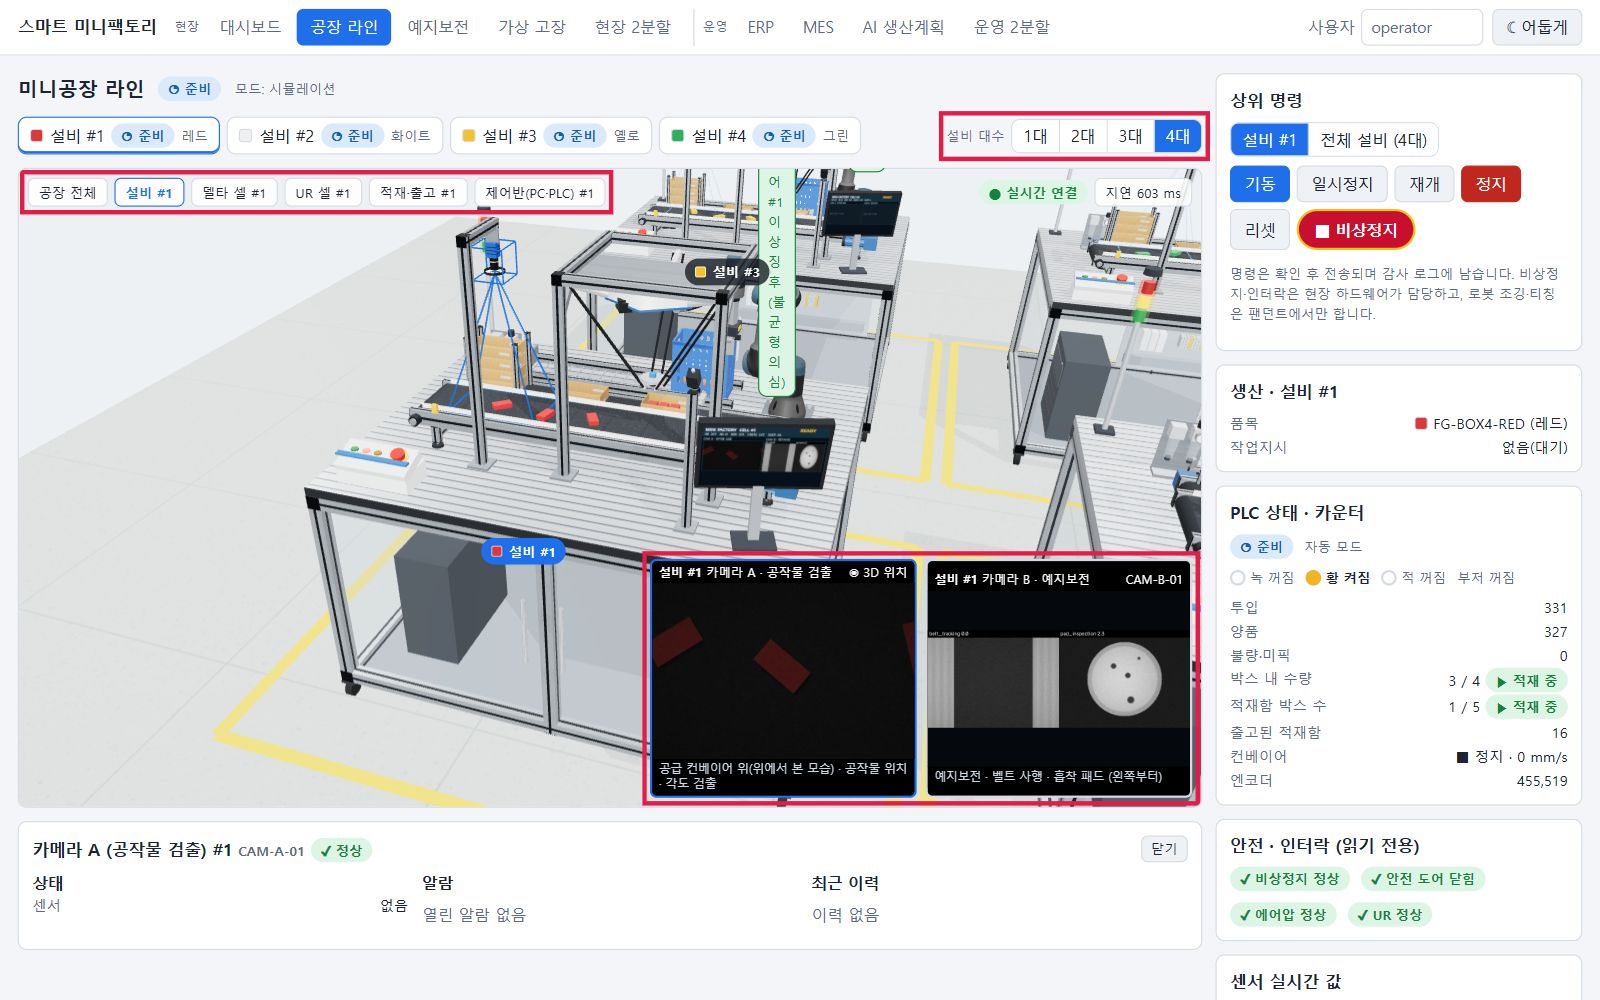 스마트 미니팩토리 현장 대시보드 공장 라인 예지보전 가상 고장 현장 2분할 운영 ERP MES AI 생산계획 운영 2분할 사용자 operator ☾ 어둡게
미니공장 라인 준비 모드: 시뮬레이션
설비 #1 준비 레드 설비 #2 준비 화이트 설비 #3 준비 옐로 설비 #4 준비 그린 설비 대수 1대 2대 3대 4대
공장 전체 설비 #1 델타 셀 #1 UR 셀 #1 적재·출고 #1 제어반(PC·PLC) #1 실시간 연결 지연 603 ms
어
#1
이
상
징
후
(불
균
형
의
심)
설비 #3
READY
설비 #1
설비 #1 카메라 A · 공작물 검출 ◉ 3D 위치
공급 컨베이어 위(위에서 본 모습) · 공작물 위치
· 각도 검출
설비 #1 카메라 B · 예지보전 CAM-B-01
belt_tracking 0.0 pad_inspection 2.3
예지보전 · 벨트 사행 · 흡착 패드 (왼쪽부터)
카메라 A (공작물 검출) #1 CAM-A-01 ✔ 정상 닫기
상태 알람 최근 이력
센서 없음 열린 알람 없음 이력 없음
상위 명령
설비 #1 전체 설비 (4대)
기동 일시정지 재개 정지
리셋 ■ 비상정지
명령은 확인 후 전송되며 감사 로그에 남습니다. 비상정
지·인터락은 현장 하드웨어가 담당하고, 로봇 조깅·티칭
은 팬던트에서만 합니다.
생산 · 설비 #1
품목 FG-BOX4-RED (레드)
작업지시 없음(대기)
PLC 상태 · 카운터
준비 자동 모드
녹 꺼짐 황 켜짐 적 꺼짐 부저 꺼짐
투입 331
양품 327
불량·미픽 0
박스 내 수량 3 / 4 ▶ 적재 중
적재함 박스 수 1 / 5 ▶ 적재 중
출고된 적재함 16
컨베이어 ■ 정지 · 0 mm/s
엔코더 455,519
안전 · 인터락 (읽기 전용)
✔ 비상정지 정상 ✔ 안전 도어 닫힘
✔ 에어압 정상 ✔ UR 정상
센서 실시간 값